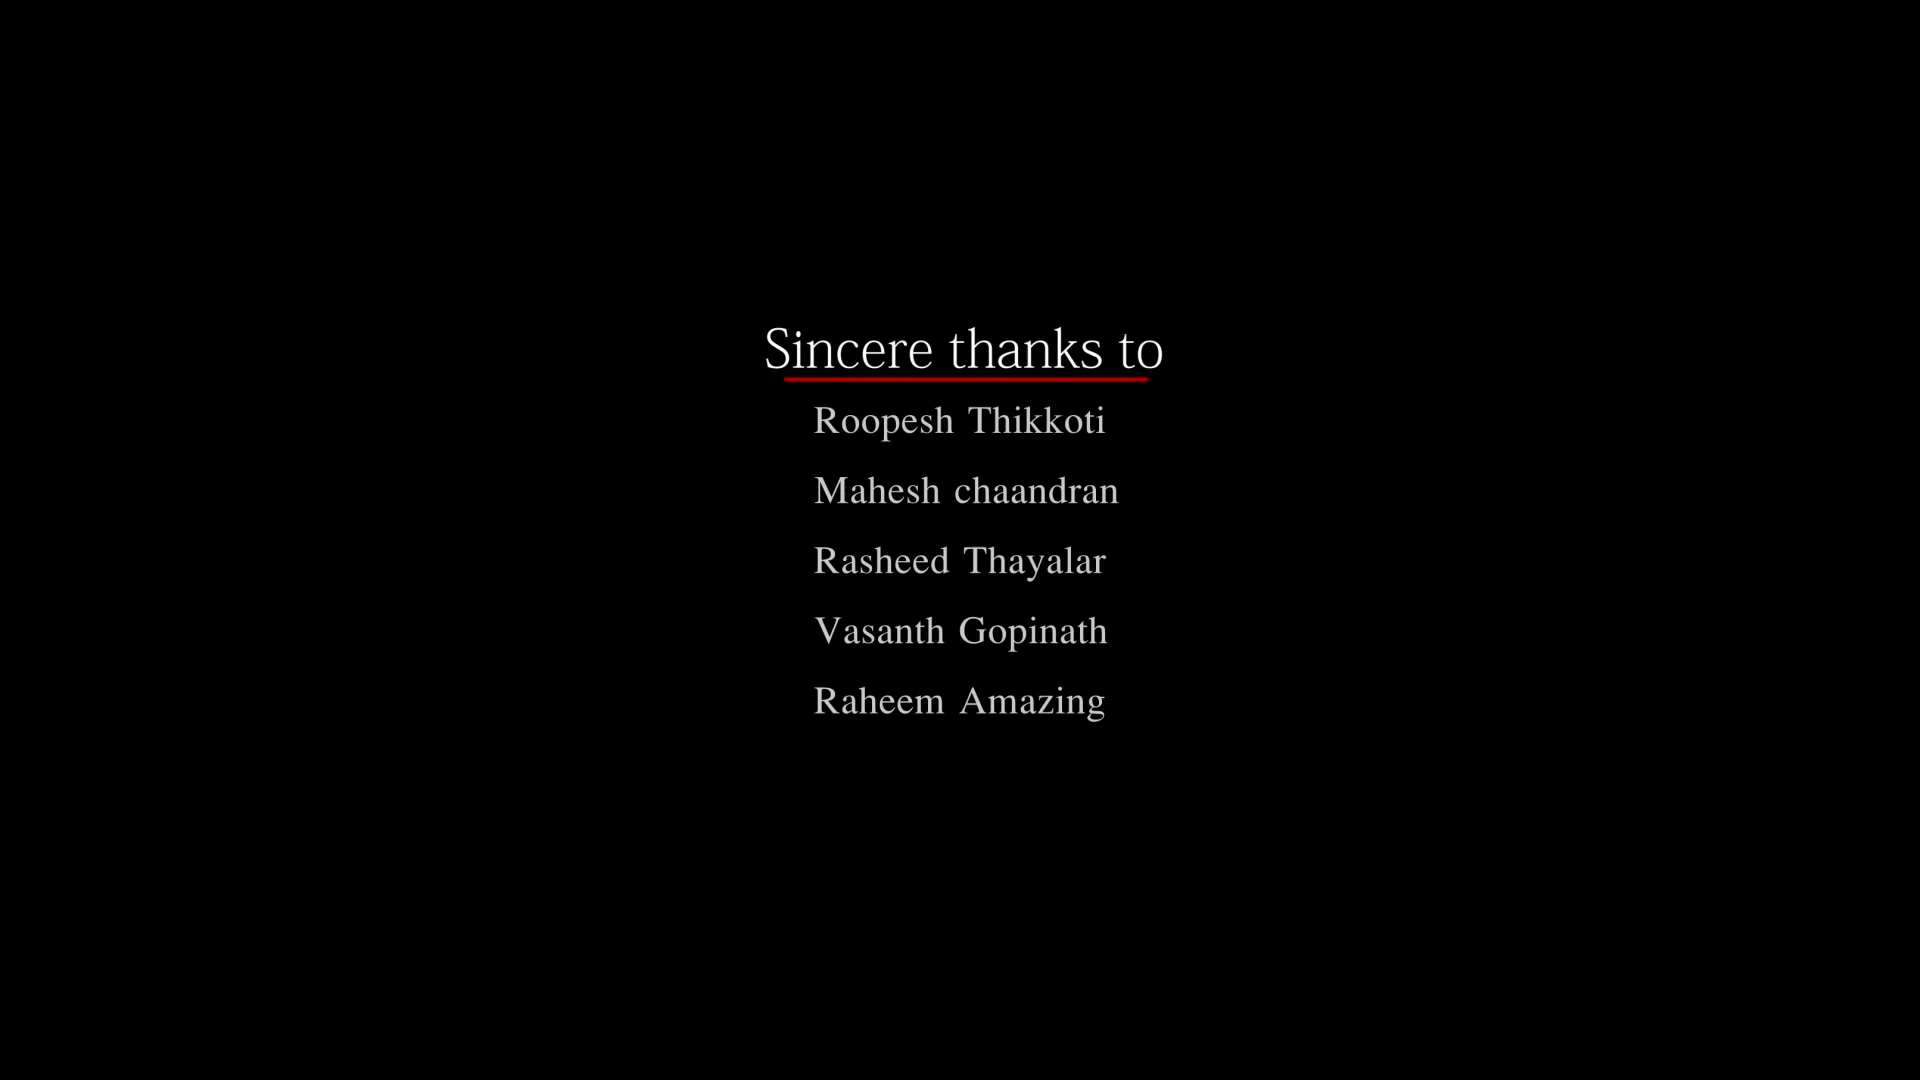 Sincere thanks to
Roopesh Thikkoti
Mahesh chaandran
Rasheed Thayalar
Vasanth Gopinath
Raheem Amazing